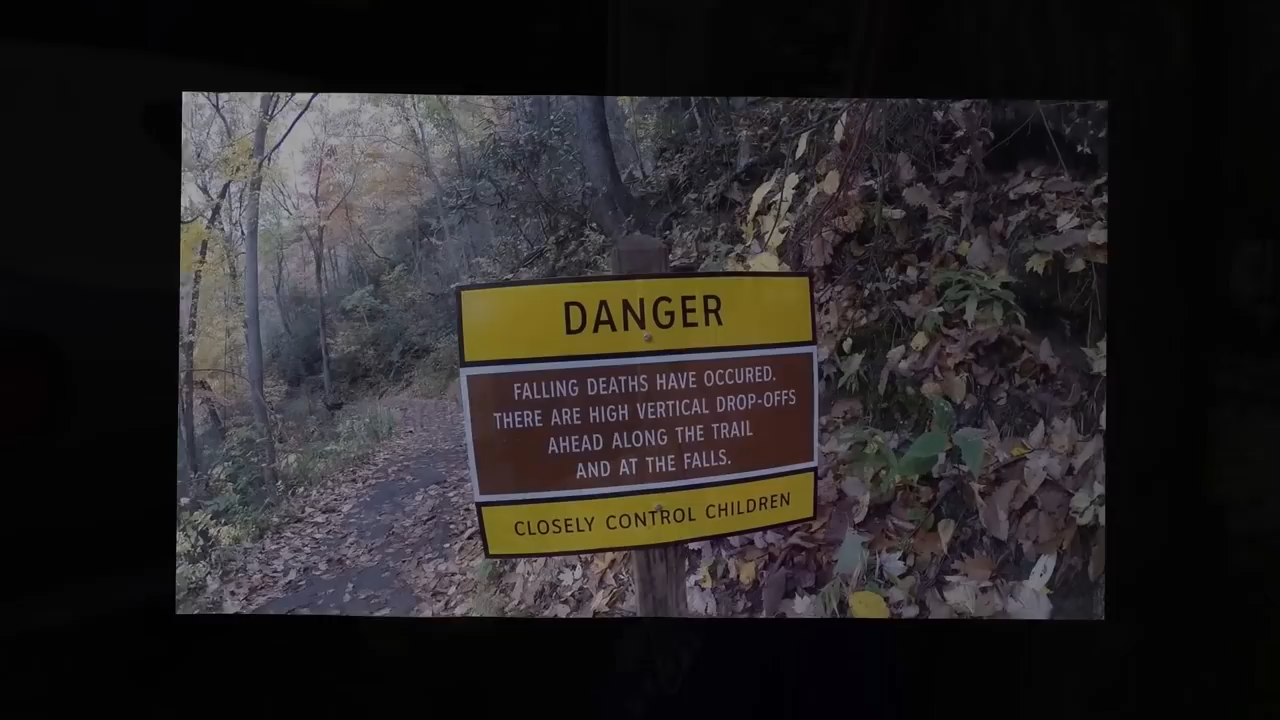 DANGER
FALLING DEATHS HAVE OCCURED.
THERE ARE HIGH VERTICAL DROP-OFFS
AHEAD ALONG THE TRAIL
AND AT THE FALLS.
CLOSELY CONTROL CHILDREN